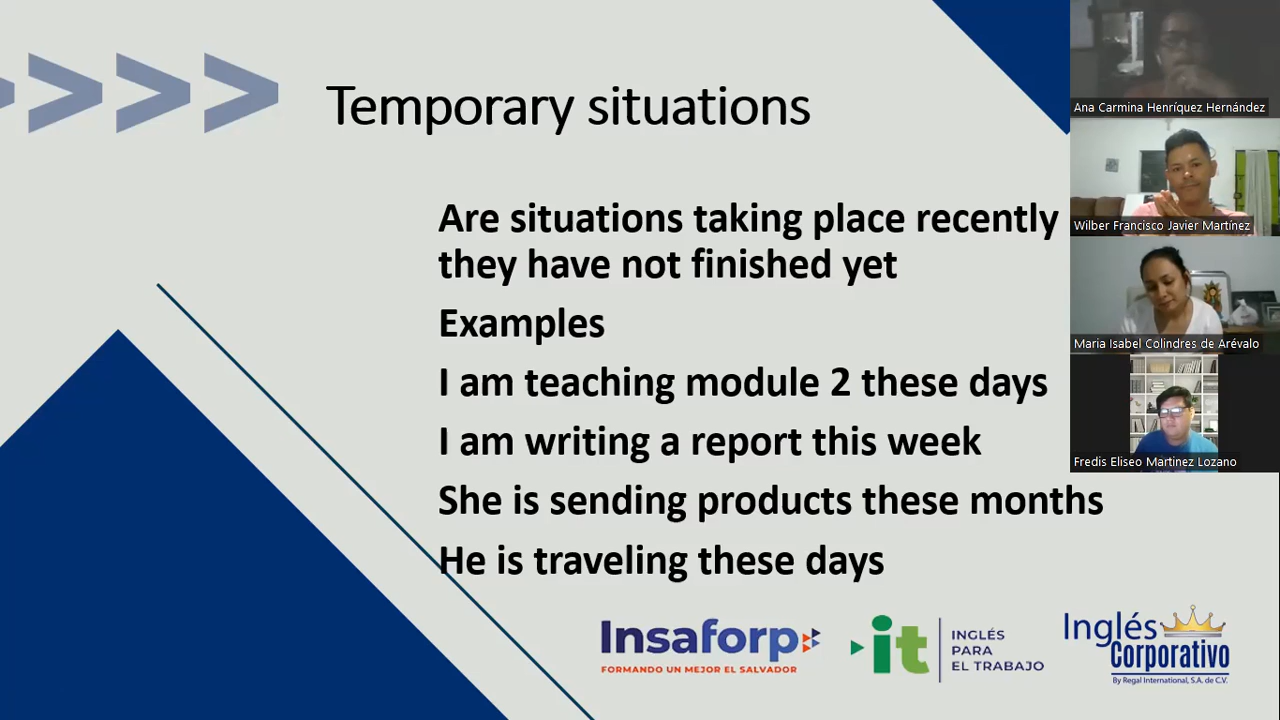 Temporary situations
Are situations taking place recently
they have not finished yet
Examples
I am teaching module 2 these days
I am writing a report this week
She is sending products these months
He is traveling these days
Insaforp
FORMANDO UN MEJOR EL SALVADOR
it
INGLÉS
PARA
EL TRABAJO
Inglés
Corporativo
By Regal International, S.A. de C.V.
Ana Carmina Henríquez Hernández
Wilber Francisco Javier Martínez
Maria Isabel Colindres de Arévalo
Fredis Eliseo Martinez Lozano